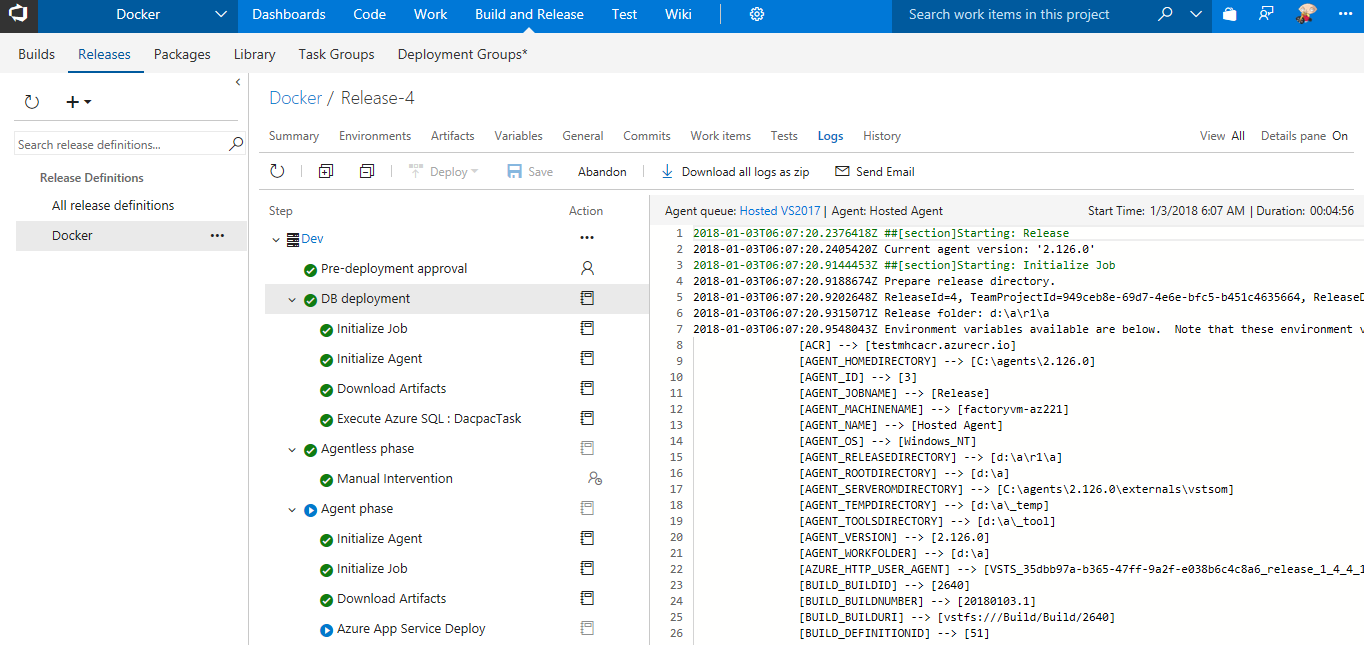 Docker Dashboards Code Work Build and Release Test Wiki Search work items in this project
Builds Releases Packages Library Task Groups Deployment Groups*
Docker / Release-4
Summary Environments Artifacts Variables General Commits Work items Tests Logs History View All Details pane On
Search release definitions...
Deploy Save Abandon Download all logs as zip Send Email
Release Definitions
All release definitions
Docker
Step Action
Dev
Pre-deployment approval
DB deployment
Initialize Job
Initialize Agent
Download Artifacts
Execute Azure SQL : DacpacTask
Agentless phase
Manual Intervention
Agent phase
Initialize Agent
Initialize Job
Download Artifacts
Azure App Service Deploy
Agent queue: Hosted VS2017 | Agent: Hosted Agent Start Time: 1/3/2018 6:07 AM | Duration: 00:04:56
1 2018-01-03T06:07:20.2376418Z ##[section]Starting: Release
2 2018-01-03T06:07:20.2405420Z Current agent version: '2.126.0'
3 2018-01-03T06:07:20.9144453Z ##[section]Starting: Initialize Job
4 2018-01-03T06:07:20.9188674Z Prepare release directory.
5 2018-01-03T06:07:20.9202648Z ReleaseId=4, TeamProjectId=949ceb8e-69d7-4e6e-bfc5-b451c4635664, ReleaseD
6 2018-01-03T06:07:20.9315071Z Release folder: d:\a\r1\a
7 2018-01-03T06:07:20.9548043Z Environment variables available are below.  Note that these environment v
8 [ACR] --> [testmhcacr.azurecr.io]
9 [AGENT_HOMEDIRECTORY] --> [C:\agents\2.126.0]
10 [AGENT_ID] --> [3]
11 [AGENT_JOBNAME] --> [Release]
12 [AGENT_MACHINENAME] --> [factoryvm-az221]
13 [AGENT_NAME] --> [Hosted Agent]
14 [AGENT_OS] --> [Windows_NT]
15 [AGENT_RELEASEDIRECTORY] --> [d:\a\r1\a]
16 [AGENT_ROOTDIRECTORY] --> [d:\a]
17 [AGENT_SERVEROMDIRECTORY] --> [C:\agents\2.126.0\externals\vstsom]
18 [AGENT_TEMPDIRECTORY] --> [d:\a\_temp]
19 [AGENT_TOOLSDIRECTORY] --> [d:\a\_tool]
20 [AGENT_VERSION] --> [2.126.0]
21 [AGENT_WORKFOLDER] --> [d:\a]
22 [AZURE_HTTP_USER_AGENT] --> [VSTS_35dbb97a-b365-47ff-9a2f-e038b6c4c8a6_release_1_4_4_1
23 [BUILD_BUILDID] --> [2640]
24 [BUILD_BUILDNUMBER] --> [20180103.1]
25 [BUILD_BUILDURI] --> [vstfs:///Build/Build/2640]
26 [BUILD_DEFINITIONID] --> [51]